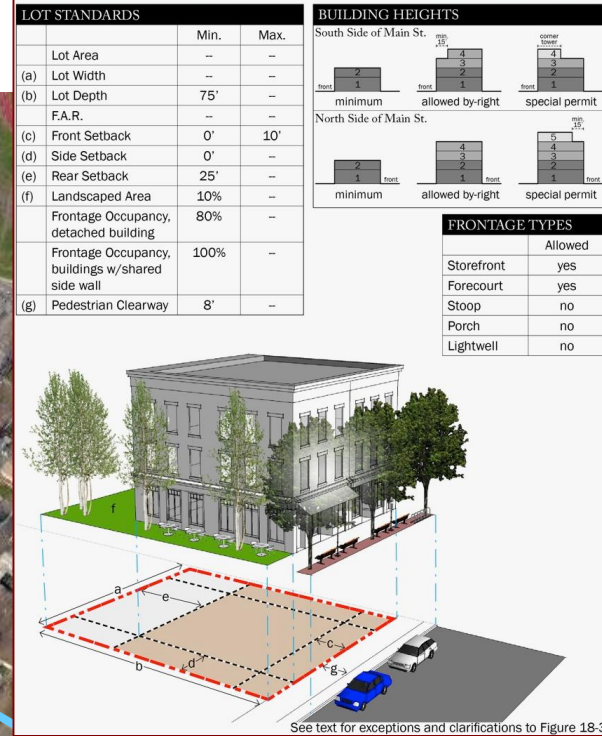 LOT STANDARDS
Min. Max.
Lot Area -- --
(a) Lot Width -- --
(b) Lot Depth 75' --
F.A.R. -- --
(c) Front Setback 0' 10'
(d) Side Setback 0' --
(e) Rear Setback 25' --
(f) Landscaped Area 10% --
Frontage Occupancy, 80% --
detached building
Frontage Occupancy, 100% --
buildings w/shared
side wall
(g) Pedestrian Clearway 8' --
BUILDING HEIGHTS
South Side of Main St.
min.
15'
corner
tower
2
1
front
4
3
2
1
front
4
3
2
1
front
minimum allowed by-right special permit
North Side of Main St.
min.
15'
2
1
front
4
3
2
1
front
5
4
3
2
1
front
minimum allowed by-right special permit
FRONTAGE TYPES
Allowed
Storefront yes
Forecourt yes
Stoop no
Porch no
Lightwell no
f
a
e
b
d
c
g
See text for exceptions and clarifications to Figure 18-3